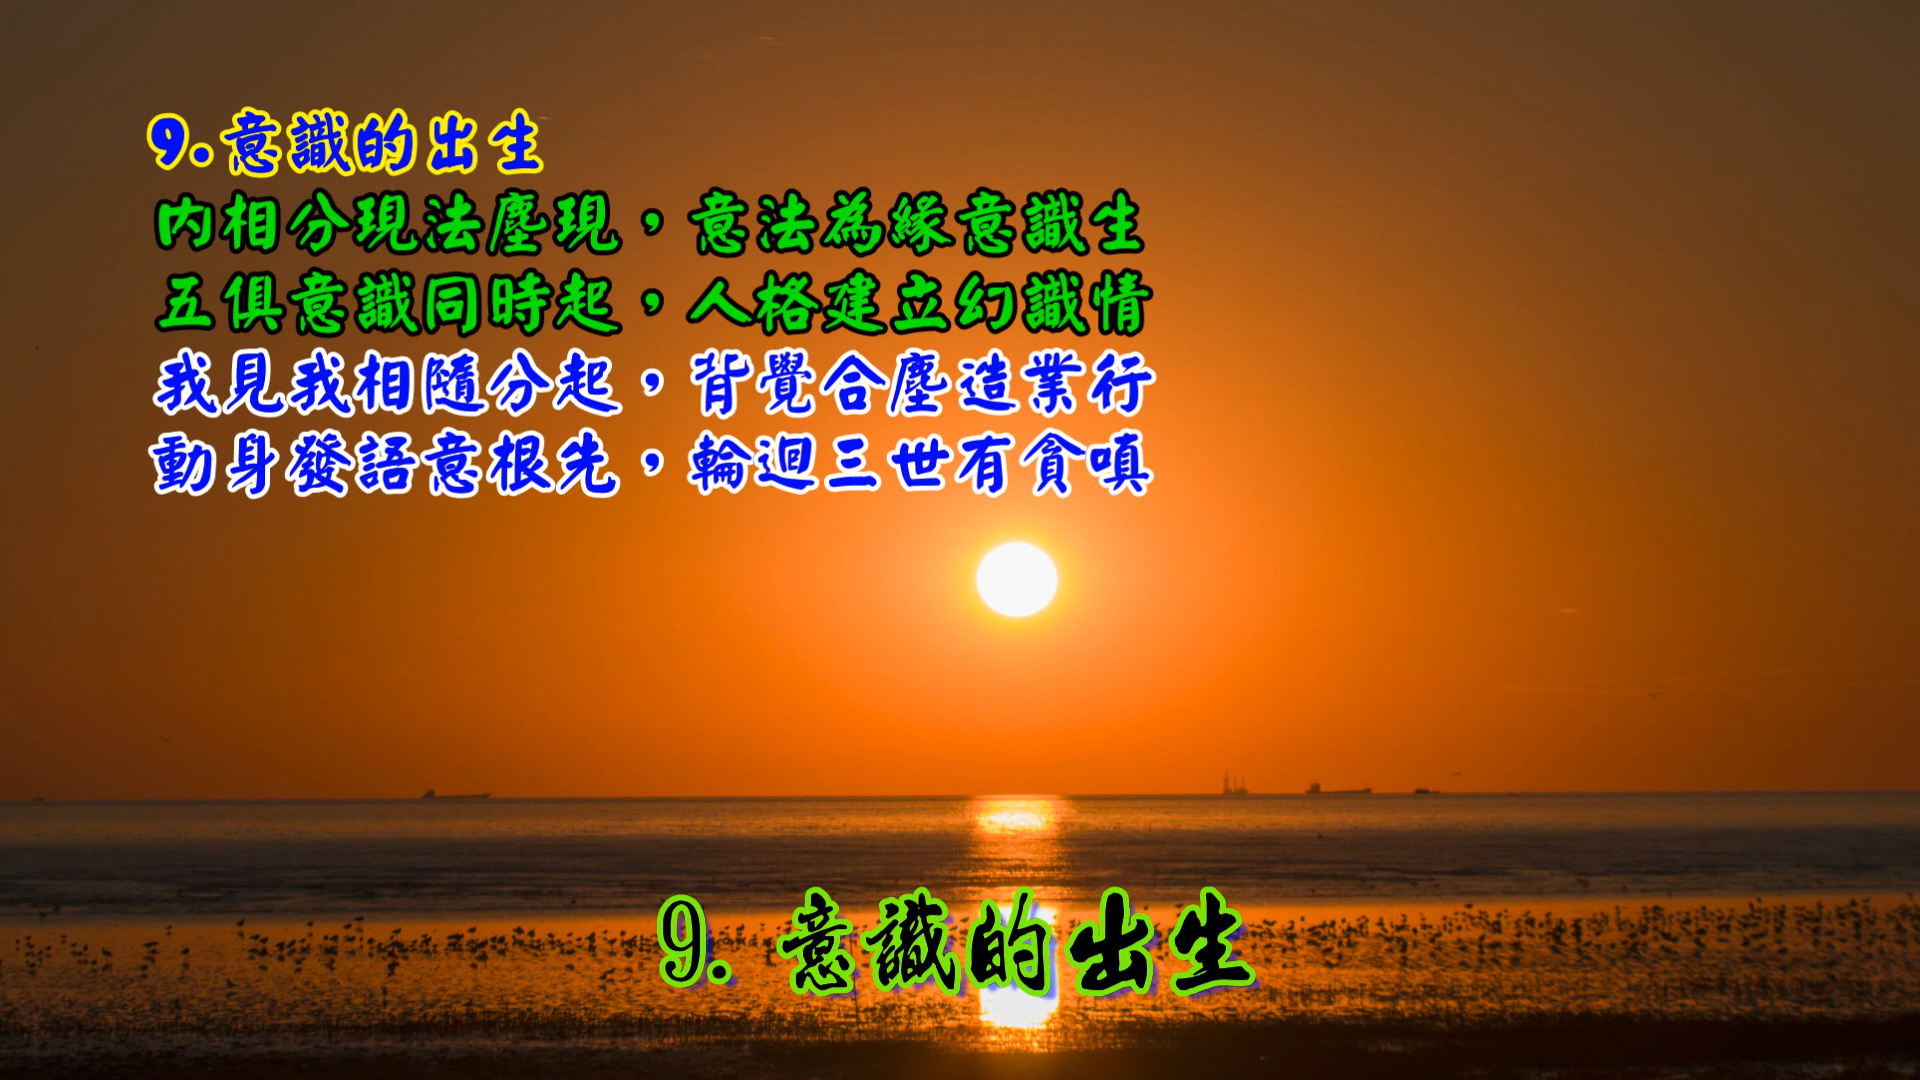 9.意識的出生
内相分現法塵現，意法為緣意識生
五俱意識同時起，人格建立幻識情
我見我相隨分起，背覺合塵造業行
動身發語意根先，輪迴三世有貪嗔
9. 意識的出生